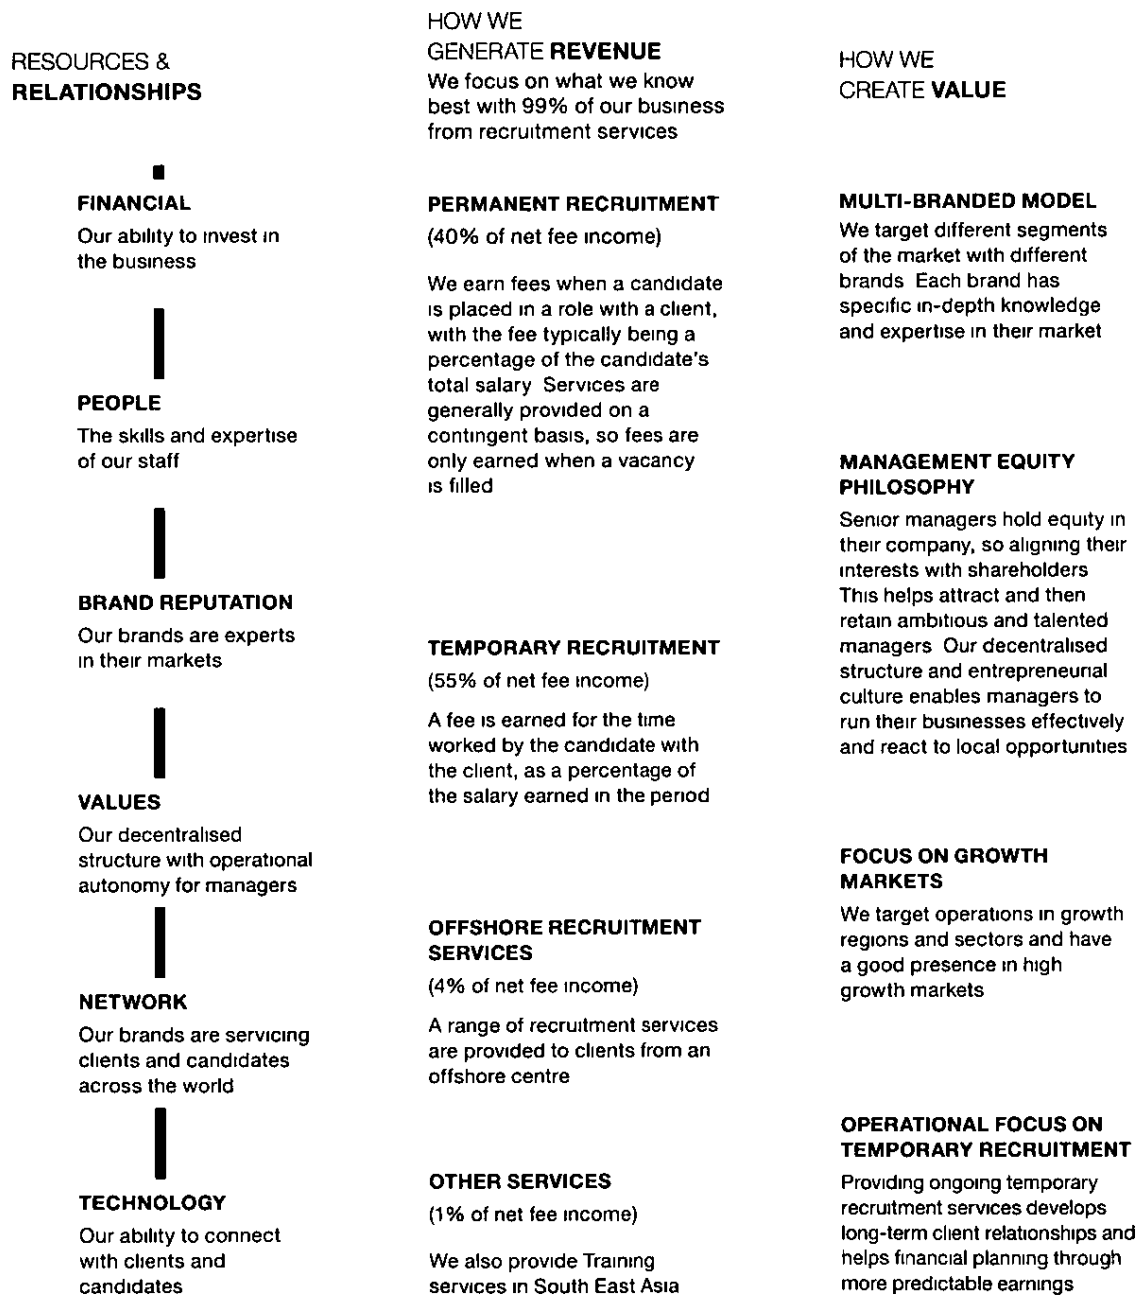 RESOURCES &
RELATIONSHIPS
FINANCIAL
Our ability to invest in
the business
PEOPLE
The skills and expertise
of our staff
BRAND REPUTATION
Our brands are experts
in their markets
VALUES
Our decentralised
structure with operational
autonomy for managers
NETWORK
Our brands are servicing
clients and candidates
across the world
TECHNOLOGY
Our ability to connect
with clients and
candidates
HOW WE
GENERATE REVENUE
We focus on what we know
best with 99% of our business
from recruitment services
PERMANENT RECRUITMENT
(40% of net fee income)
We earn fees when a candidate
is placed in a role with a client,
with the fee typically being a
percentage of the candidate's
total salary Services are
generally provided on a
contingent basis, so fees are
only earned when a vacancy
is filled
TEMPORARY RECRUITMENT
(55% of net fee income)
A fee is earned for the time
worked by the candidate with
the client, as a percentage of
the salary earned in the period
OFFSHORE RECRUITMENT
SERVICES
(4% of net fee income)
A range of recruitment services
are provided to clients from an
offshore centre
OTHER SERVICES
(1% of net fee income)
We also provide Training
services in South East Asia
HOW WE
CREATE VALUE
MULTI-BRANDED MODEL
We target different segments
of the market with different
brands Each brand has
specific in-depth knowledge
and expertise in their market
MANAGEMENT EQUITY
PHILOSOPHY
Senior managers hold equity in
their company, so aligning their
interests with shareholders
This helps attract and then
retain ambitious and talented
managers Our decentralised
structure and entrepreneurial
culture enables managers to
run their businesses effectively
and react to local opportunities
FOCUS ON GROWTH
MARKETS
We target operations in growth
regions and sectors and have
a good presence in high
growth markets
OPERATIONAL FOCUS ON
TEMPORARY RECRUITMENT
Providing ongoing temporary
recruitment services develops
long-term client relationships and
helps financial planning through
more predictable earnings